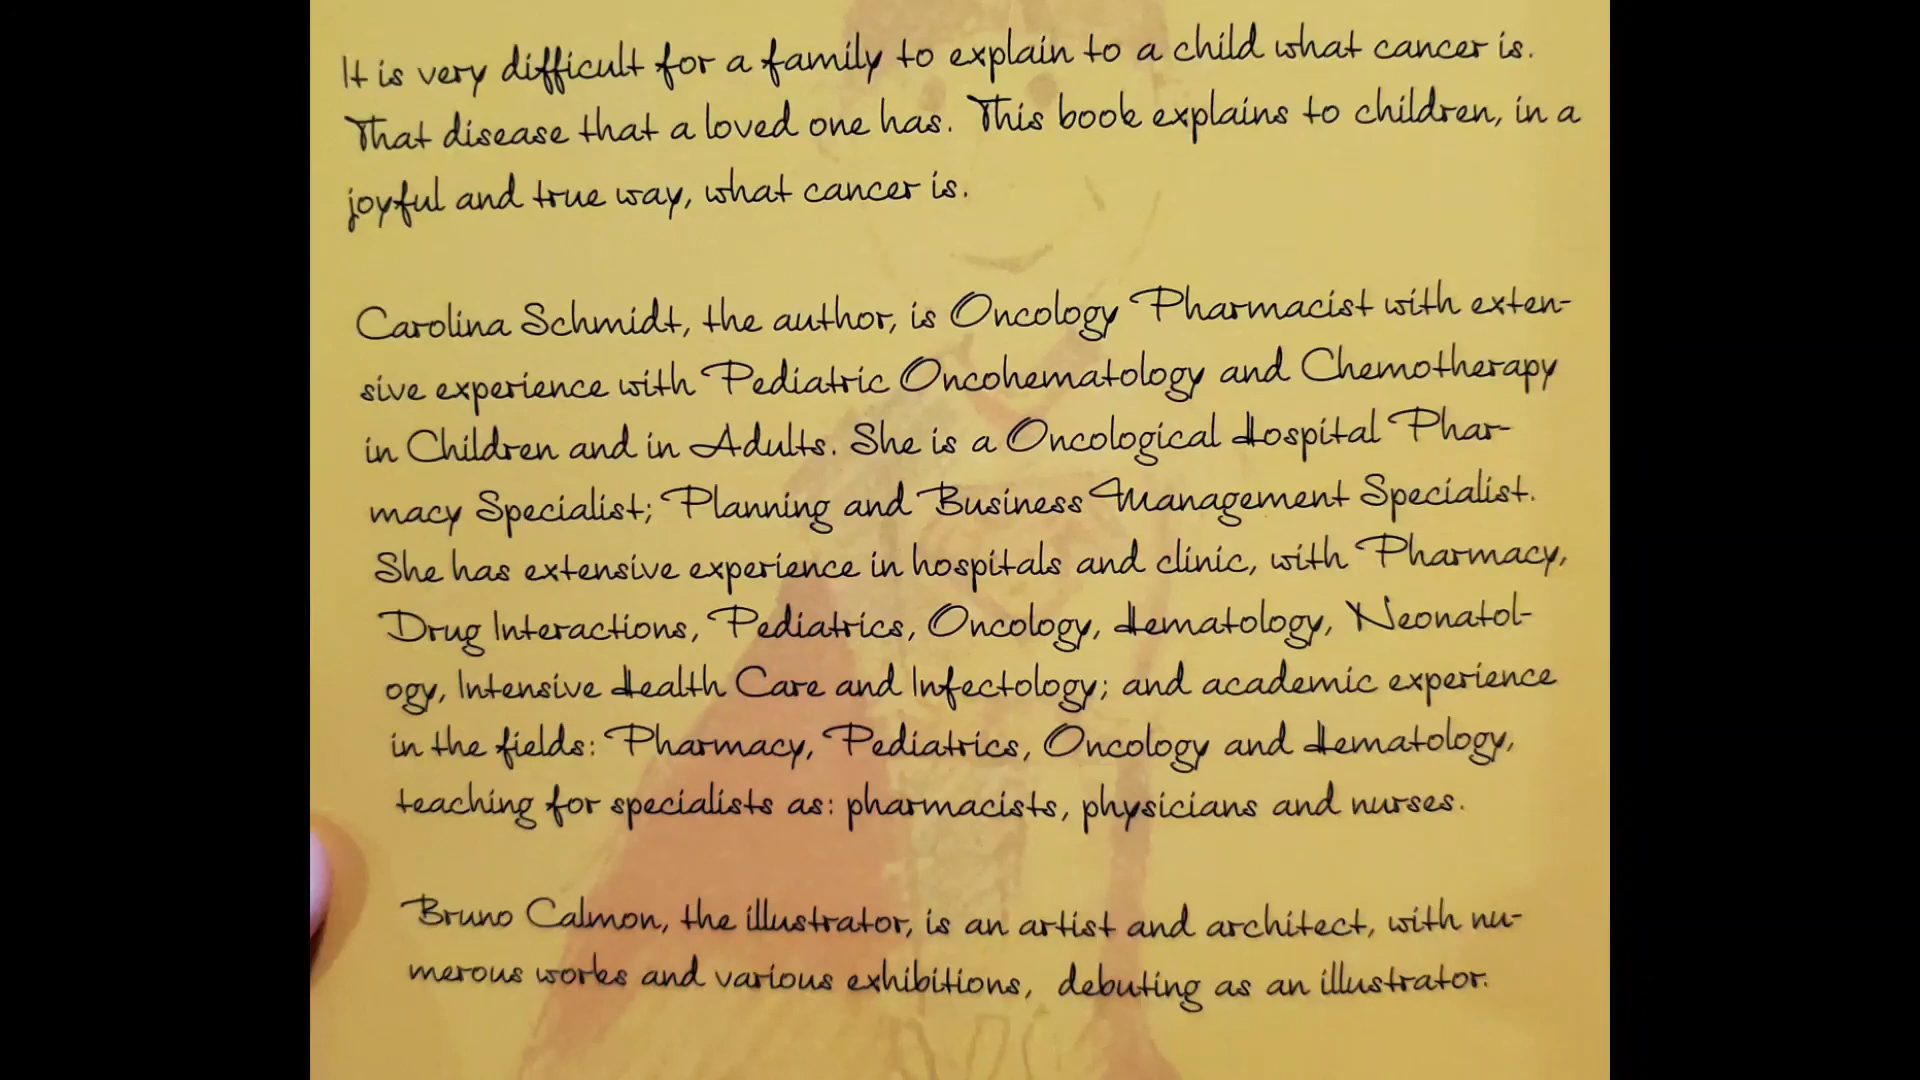 It is very difficult for a family to explain to a child what cancer is.
That disease that a loved one has. This book explains to children, in a
joyful and true way, what cancer is.
Carolina Schmidt, the author, is Oncology Pharmacist with exten-
sive experience with Pediatric Oncohematology and Chemotherapy
in Children and in Adults. She is a Oncological Hospital Phar-
macy Specialist; Planning and Business Management Specialist.
She has extensive experience in hospitals and clinic, with Pharmacy,
Drug Interactions, Pediatrics, Oncology, Hematology, Neonatol-
ogy, Intensive Health Care and Infectology; and academic experience
in the fields: Pharmacy, Pediatrics, Oncology and Hematology,
teaching for specialists as: pharmacists, physicians and nurses.
Bruno Calmon, the illustrator, is an artist and architect, with nu-
merous works and various exhibitions, debuting as an illustrator.